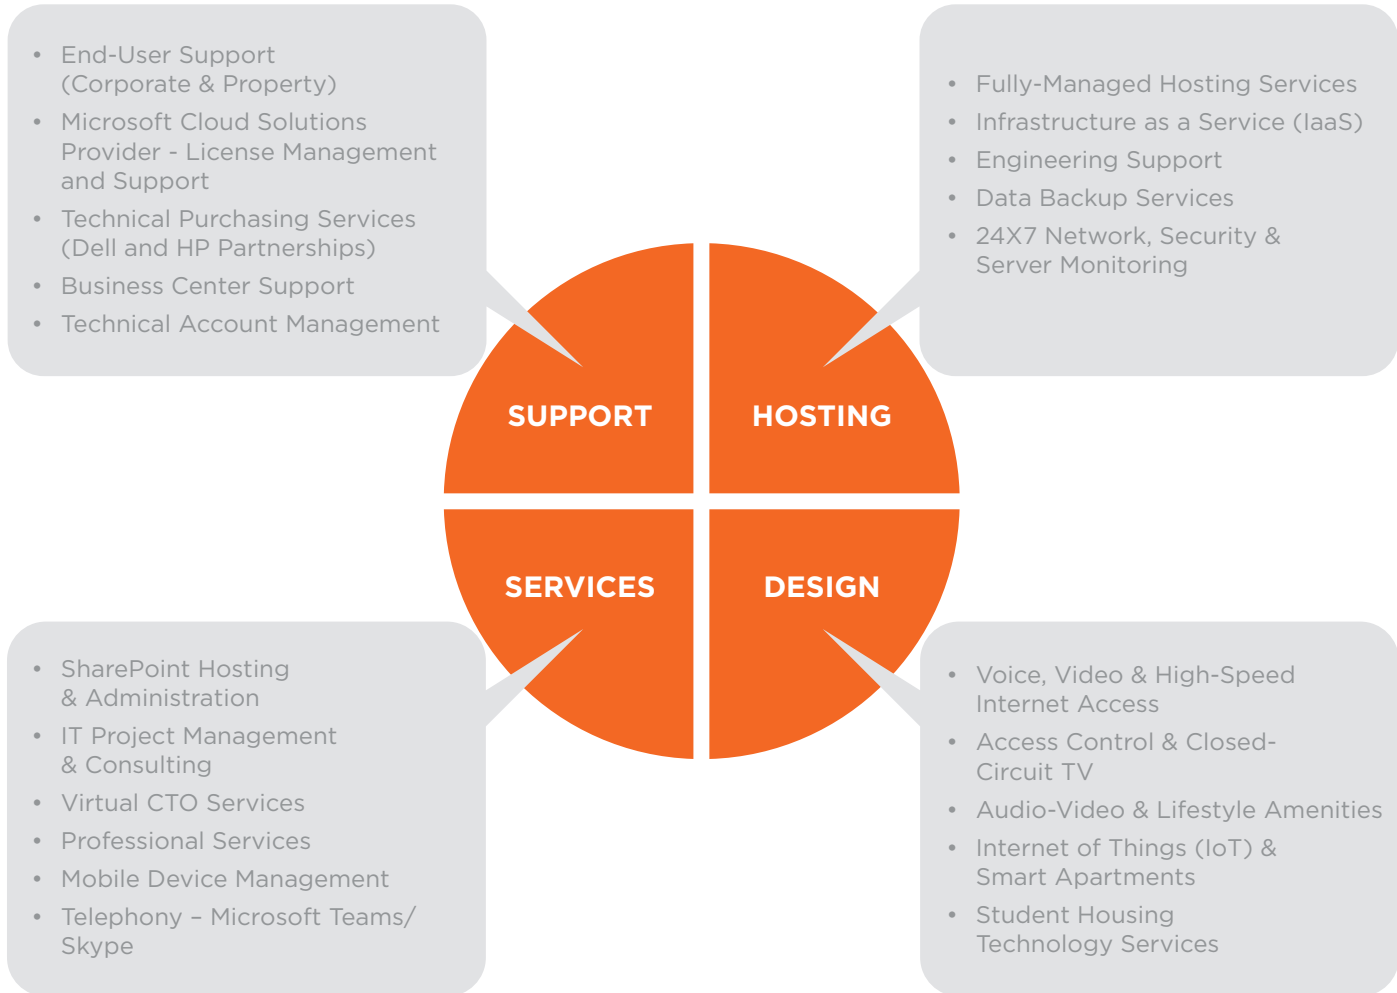 • End-User Support
(Corporate & Property)
• Microsoft Cloud Solutions
Provider - License Management
and Support
• Technical Purchasing Services
(Dell and HP Partnerships)
• Business Center Support
• Technical Account Management
• Fully-Managed Hosting Services
• Infrastructure as a Service (IaaS)
• Engineering Support
• Data Backup Services
• 24X7 Network, Security &
Server Monitoring
SUPPORT
HOSTING
SERVICES
DESIGN
• SharePoint Hosting
& Administration
• IT Project Management
& Consulting
• Virtual CTO Services
• Professional Services
• Mobile Device Management
• Telephony – Microsoft Teams/
Skype
• Voice, Video & High-Speed
Internet Access
• Access Control & Closed-
Circuit TV
• Audio-Video & Lifestyle Amenities
• Internet of Things (IoT) &
Smart Apartments
• Student Housing
Technology Services